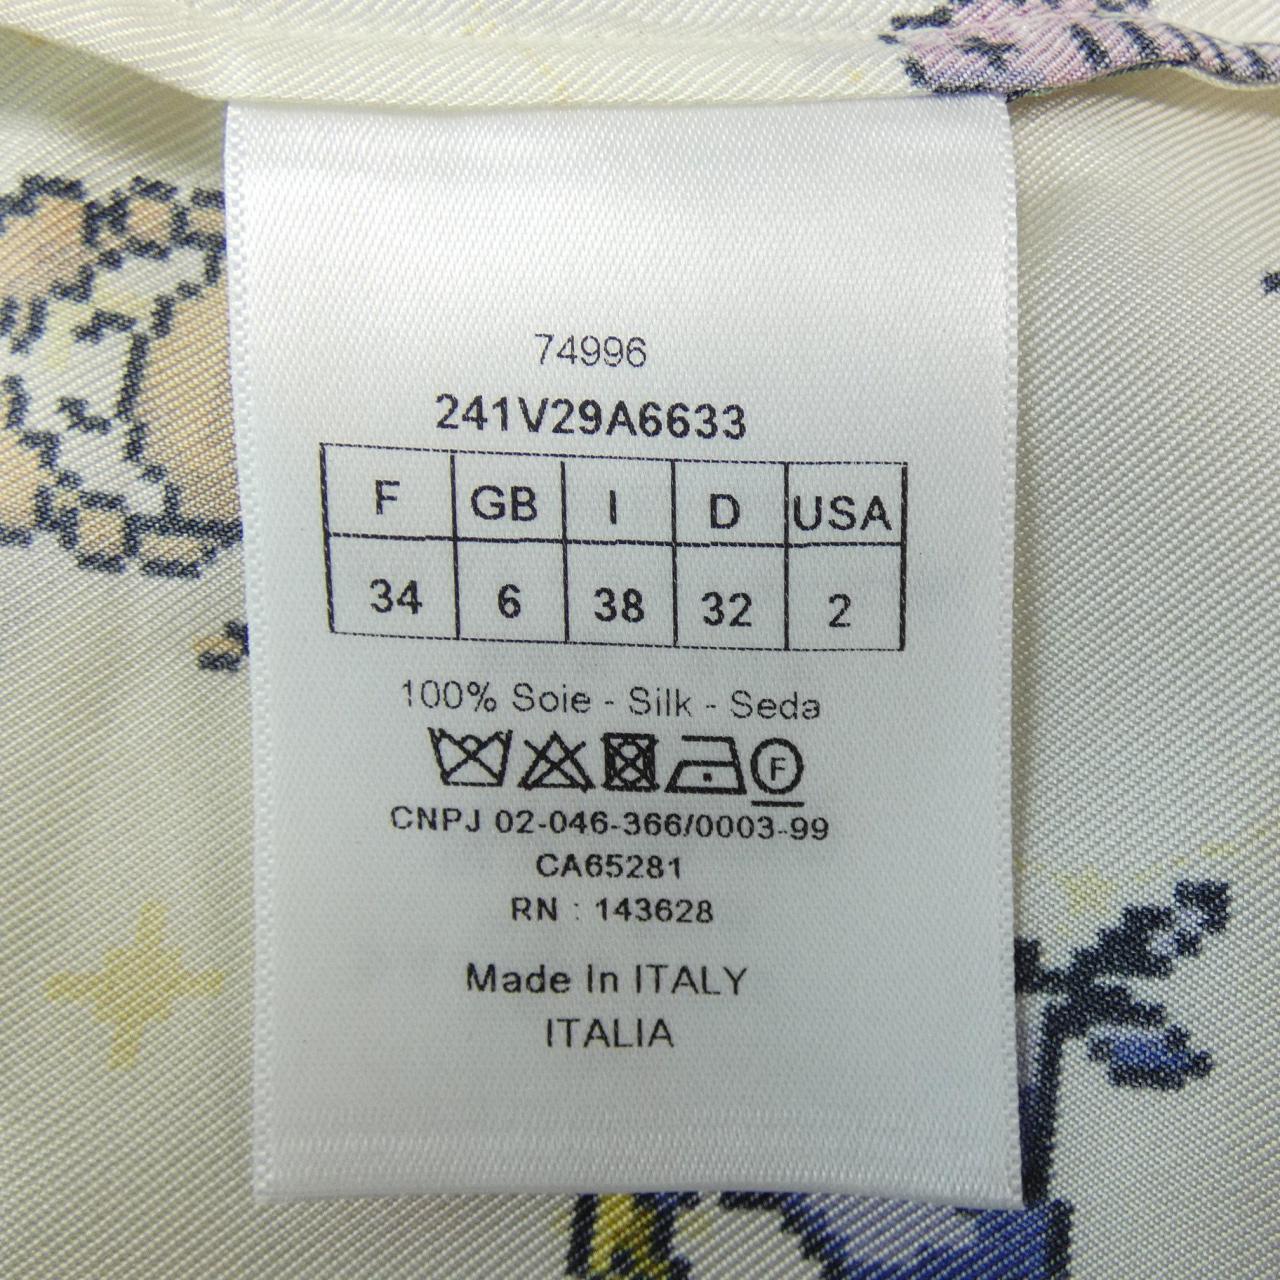 74996
241V29A6633
F GB I D USA
34 6 38 32 2
100% Soie - Silk - Seda
F
CNPJ 02-046-366/0003-99
CA65281
RN : 143628
Made In ITALY
ITALIA